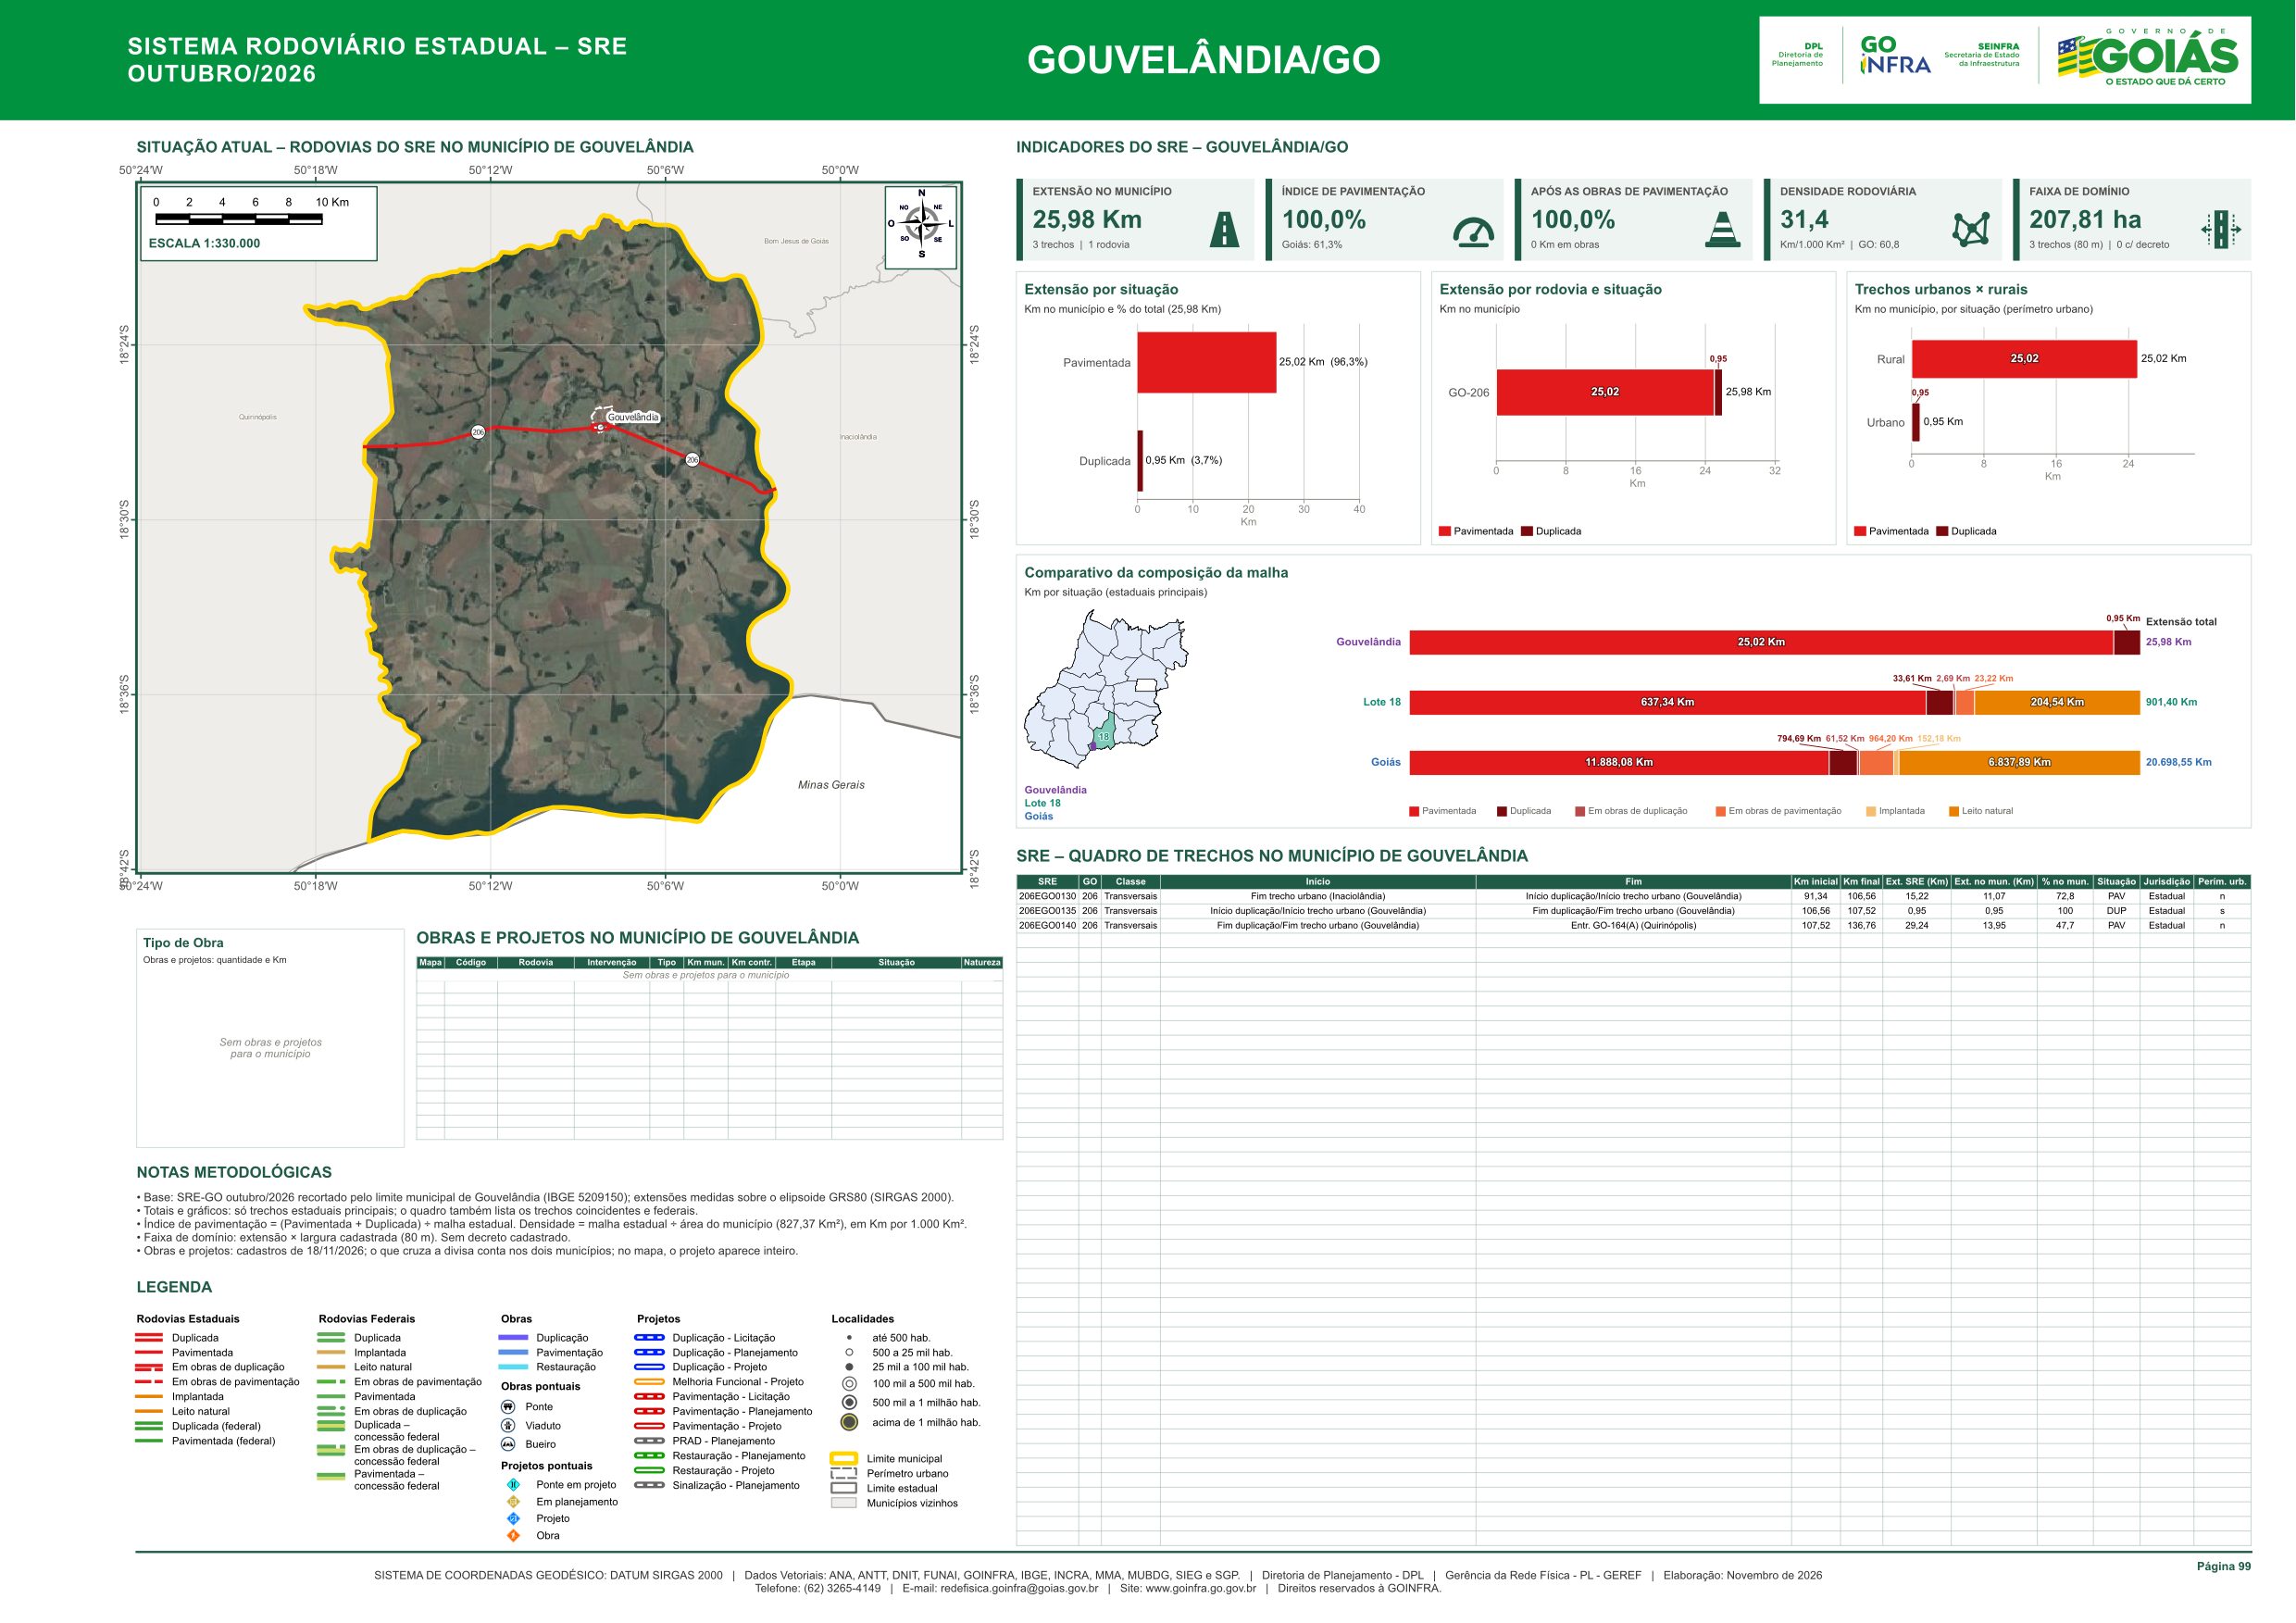 SISTEMA RODOVIÁRIO ESTADUAL – SRE
OUTUBRO/2026
GOUVELÂNDIA/GO
DPL
Diretoria de
Planejamento
GO
iNFRA
SEINFRA
Secretaria de Estado
da Infraestrutura
GOVERNO DE
GOIÁS
O ESTADO QUE DÁ CERTO
SITUAÇÃO ATUAL – RODOVIAS DO SRE NO MUNICÍPIO DE GOUVELÂNDIA
50°24'W 50°18'W 50°12'W 50°6'W 50°0'W
0 2 4 6 8 10 Km
ESCALA 1:330.000
N
NO NE
O L
SO SE
S
Bom Jesus de Goiás
18°24'S 18°24'S
Quirinópolis
Gouvelândia
206
206
Inaciolândia
18°30'S 18°30'S
18°36'S 18°36'S
Minas Gerais
18°42'S 18°42'S
50°24'W 50°18'W 50°12'W 50°6'W 50°0'W
INDICADORES DO SRE – GOUVELÂNDIA/GO
EXTENSÃO NO MUNICÍPIO
25,98 Km
3 trechos | 1 rodovia
ÍNDICE DE PAVIMENTAÇÃO
100,0%
Goiás: 61,3%
APÓS AS OBRAS DE PAVIMENTAÇÃO
100,0%
0 Km em obras
DENSIDADE RODOVIÁRIA
31,4
Km/1.000 Km² | GO: 60,8
FAIXA DE DOMÍNIO
207,81 ha
3 trechos (80 m) | 0 c/ decreto
Extensão por situação
Km no município e % do total (25,98 Km)
Pavimentada 25,02 Km (96,3%)
Duplicada 0,95 Km (3,7%)
0 10 20 30 40
Km
Extensão por rodovia e situação
Km no município
0,95
GO-206 25,02 25,98 Km
0 8 16 24 32
Km
Pavimentada Duplicada
Trechos urbanos × rurais
Km no município, por situação (perímetro urbano)
Rural 25,02 25,02 Km
0,95
Urbano 0,95 Km
0 8 16 24
Km
Pavimentada Duplicada
Comparativo da composição da malha
Km por situação (estaduais principais)
18
Gouvelândia
Lote 18
Goiás
0,95 Km Extensão total
Gouvelândia 25,02 Km 25,98 Km
33,61 Km 2,69 Km 23,22 Km
Lote 18 637,34 Km 204,54 Km 901,40 Km
794,69 Km 61,52 Km 964,20 Km 152,18 Km
Goiás 11.888,08 Km 6.837,89 Km 20.698,55 Km
Pavimentada Duplicada Em obras de duplicação Em obras de pavimentação Implantada Leito natural
SRE – QUADRO DE TRECHOS NO MUNICÍPIO DE GOUVELÂNDIA
SRE GO Classe Início Fim Km inicial Km final Ext. SRE (Km) Ext. no mun. (Km) % no mun. Situação Jurisdição Perím. urb.
206EGO0130 206 Transversais Fim trecho urbano (Inaciolândia) Início duplicação/Início trecho urbano (Gouvelândia) 91,34 106,56 15,22 11,07 72,8 PAV Estadual n
206EGO0135 206 Transversais Início duplicação/Início trecho urbano (Gouvelândia) Fim duplicação/Fim trecho urbano (Gouvelândia) 106,56 107,52 0,95 0,95 100 DUP Estadual s
206EGO0140 206 Transversais Fim duplicação/Fim trecho urbano (Gouvelândia) Entr. GO-164(A) (Quirinópolis) 107,52 136,76 29,24 13,95 47,7 PAV Estadual n
Tipo de Obra
Obras e projetos: quantidade e Km
Sem obras e projetos
para o município
OBRAS E PROJETOS NO MUNICÍPIO DE GOUVELÂNDIA
Mapa Código Rodovia Intervenção Tipo Km mun. Km contr. Etapa Situação Natureza
Sem obras e projetos para o município
NOTAS METODOLÓGICAS
• Base: SRE-GO outubro/2026 recortado pelo limite municipal de Gouvelândia (IBGE 5209150); extensões medidas sobre o elipsoide GRS80 (SIRGAS 2000).
• Totais e gráficos: só trechos estaduais principais; o quadro também lista os trechos coincidentes e federais.
• Índice de pavimentação = (Pavimentada + Duplicada) ÷ malha estadual. Densidade = malha estadual ÷ área do município (827,37 Km²), em Km por 1.000 Km².
• Faixa de domínio: extensão × largura cadastrada (80 m). Sem decreto cadastrado.
• Obras e projetos: cadastros de 18/11/2026; o que cruza a divisa conta nos dois municípios; no mapa, o projeto aparece inteiro.
LEGENDA
Rodovias Estaduais
Duplicada
Pavimentada
Em obras de duplicação
Em obras de pavimentação
Implantada
Leito natural
Duplicada (federal)
Pavimentada (federal)
Rodovias Federais
Duplicada
Implantada
Leito natural
Em obras de pavimentação
Pavimentada
Em obras de duplicação
Duplicada –
concessão federal
Em obras de duplicação –
concessão federal
Pavimentada –
concessão federal
Obras
Duplicação
Pavimentação
Restauração
Obras pontuais
Ponte
Viaduto
Bueiro
Projetos pontuais
Ponte em projeto
Em planejamento
Projeto
Obra
Projetos
Duplicação - Licitação
Duplicação - Planejamento
Duplicação - Projeto
Melhoria Funcional - Projeto
Pavimentação - Licitação
Pavimentação - Planejamento
Pavimentação - Projeto
PRAD - Planejamento
Restauração - Planejamento
Restauração - Projeto
Sinalização - Planejamento
Localidades
até 500 hab.
500 a 25 mil hab.
25 mil a 100 mil hab.
100 mil a 500 mil hab.
500 mil a 1 milhão hab.
acima de 1 milhão hab.
Limite municipal
Perímetro urbano
Limite estadual
Municípios vizinhos
SISTEMA DE COORDENADAS GEODÉSICO: DATUM SIRGAS 2000 | Dados Vetoriais: ANA, ANTT, DNIT, FUNAI, GOINFRA, IBGE, INCRA, MMA, MUBDG, SIEG e SGP. | Diretoria de Planejamento - DPL | Gerência da Rede Física - PL - GEREF | Elaboração: Novembro de 2026
Telefone: (62) 3265-4149 | E-mail: redefisica.goinfra@goias.gov.br | Site: www.goinfra.go.gov.br | Direitos reservados à GOINFRA.
Página 99